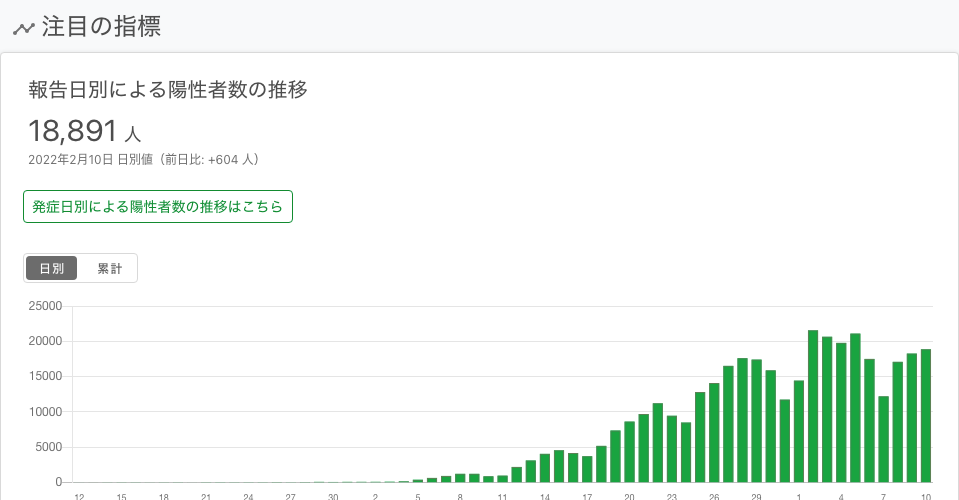 注目の指標
報告日別による陽性者数の推移
18,891 人
2022年2月10日 日別値（前日比: +604 人）
発症日別による陽性者数の推移はこちら
日別 累計
25000
20000
15000
10000
5000
0
12 15 18 21 24 27 30 2 5 8 11 14 17 20 23 26 29 1 4 7 10